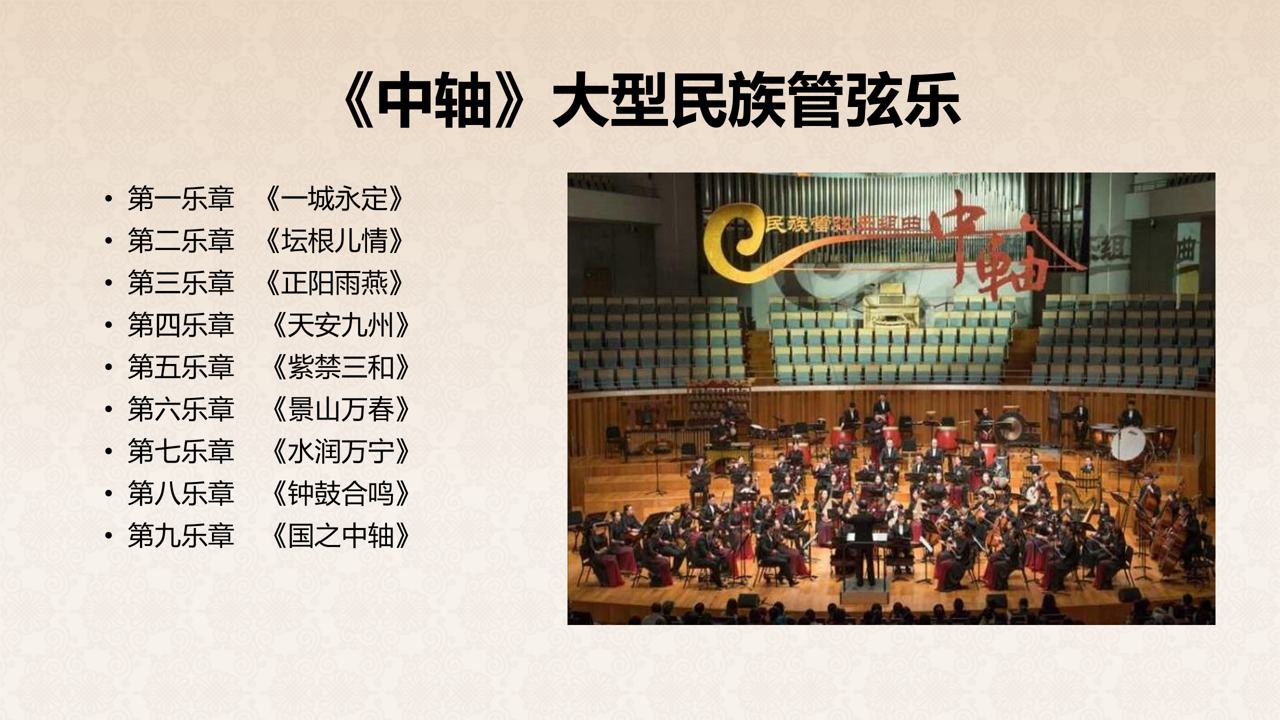 《中轴》大型民族管弦乐
• 第一乐章 《一城永定》
• 第二乐章 《坛根儿情》
• 第三乐章 《正阳雨燕》
• 第四乐章 《天安九州》
• 第五乐章 《紫禁三和》
• 第六乐章 《景山万春》
• 第七乐章 《水润万宁》
• 第八乐章 《钟鼓合鸣》
• 第九乐章 《国之中轴》
民族管弦乐组曲
中軸
组曲